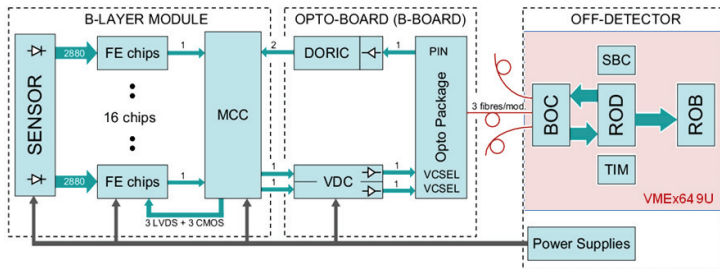 B-LAYER MODULE
OPTO-BOARD (B-BOARD)
OFF-DETECTOR
SENSOR
2880
FE chips
1
16 chips
2880
FE chips
1
3 LVDS + 3 CMOS
MCC
2
DORIC
1
PIN
Opto Package
1
1
VDC
1
1
VCSEL
VCSEL
3 fibres/mod.
BOC
SBC
ROD
TIM
ROB
VMEx64 9U
Power Supplies